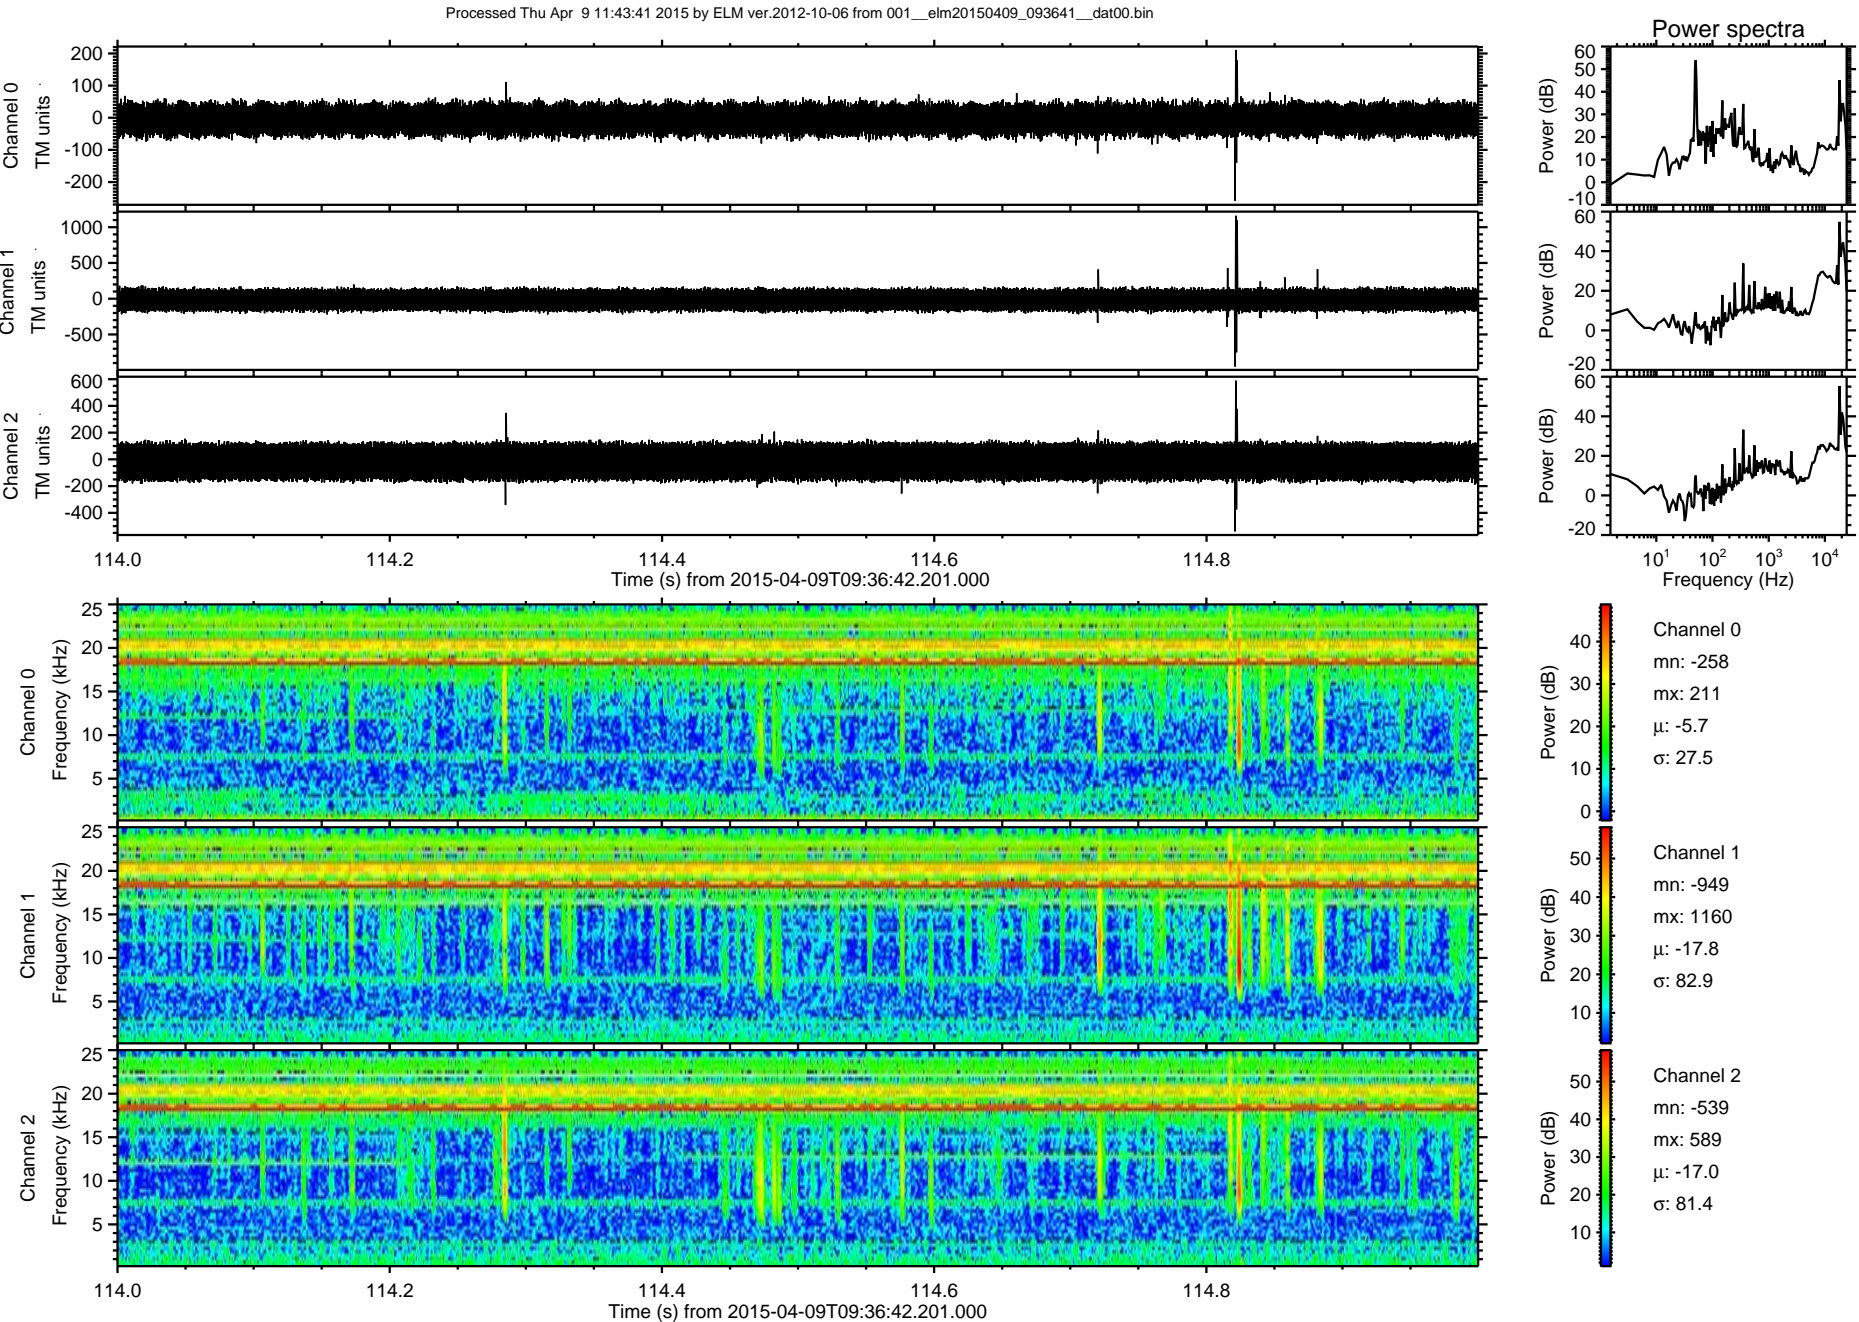 Processed Thu Apr  9 11:43:41 2015 by ELM ver.2012-10-06 from 001__elm20150409_093641__dat00.bin
Power spectra
Channel 0
TM units
200
100
0
-100
-200
Power (dB)
60
50
40
30
20
10
0
-10
Channel 1
TM units
1000
500
0
-500
Power (dB)
60
40
20
0
-20
Channel 2
TM units
600
400
200
0
-200
-400
Power (dB)
60
40
20
0
-20
114.0 114.2 114.4 114.6 114.8
Time (s) from 2015-04-09T09:36:42.201.000
10^1 10^2 10^3 10^4
Frequency (Hz)
Channel 0
Frequency (kHz)
25
20
15
10
5
Power (dB)
40
30
20
10
0
Channel 0
mn: -258
mx: 211
μ: -5.7
σ: 27.5
Channel 1
Frequency (kHz)
25
20
15
10
5
Power (dB)
50
40
30
20
10
Channel 1
mn: -949
mx: 1160
μ: -17.8
σ: 82.9
Channel 2
Frequency (kHz)
25
20
15
10
5
Power (dB)
50
40
30
20
10
Channel 2
mn: -539
mx: 589
μ: -17.0
σ: 81.4
114.0 114.2 114.4 114.6 114.8
Time (s) from 2015-04-09T09:36:42.201.000